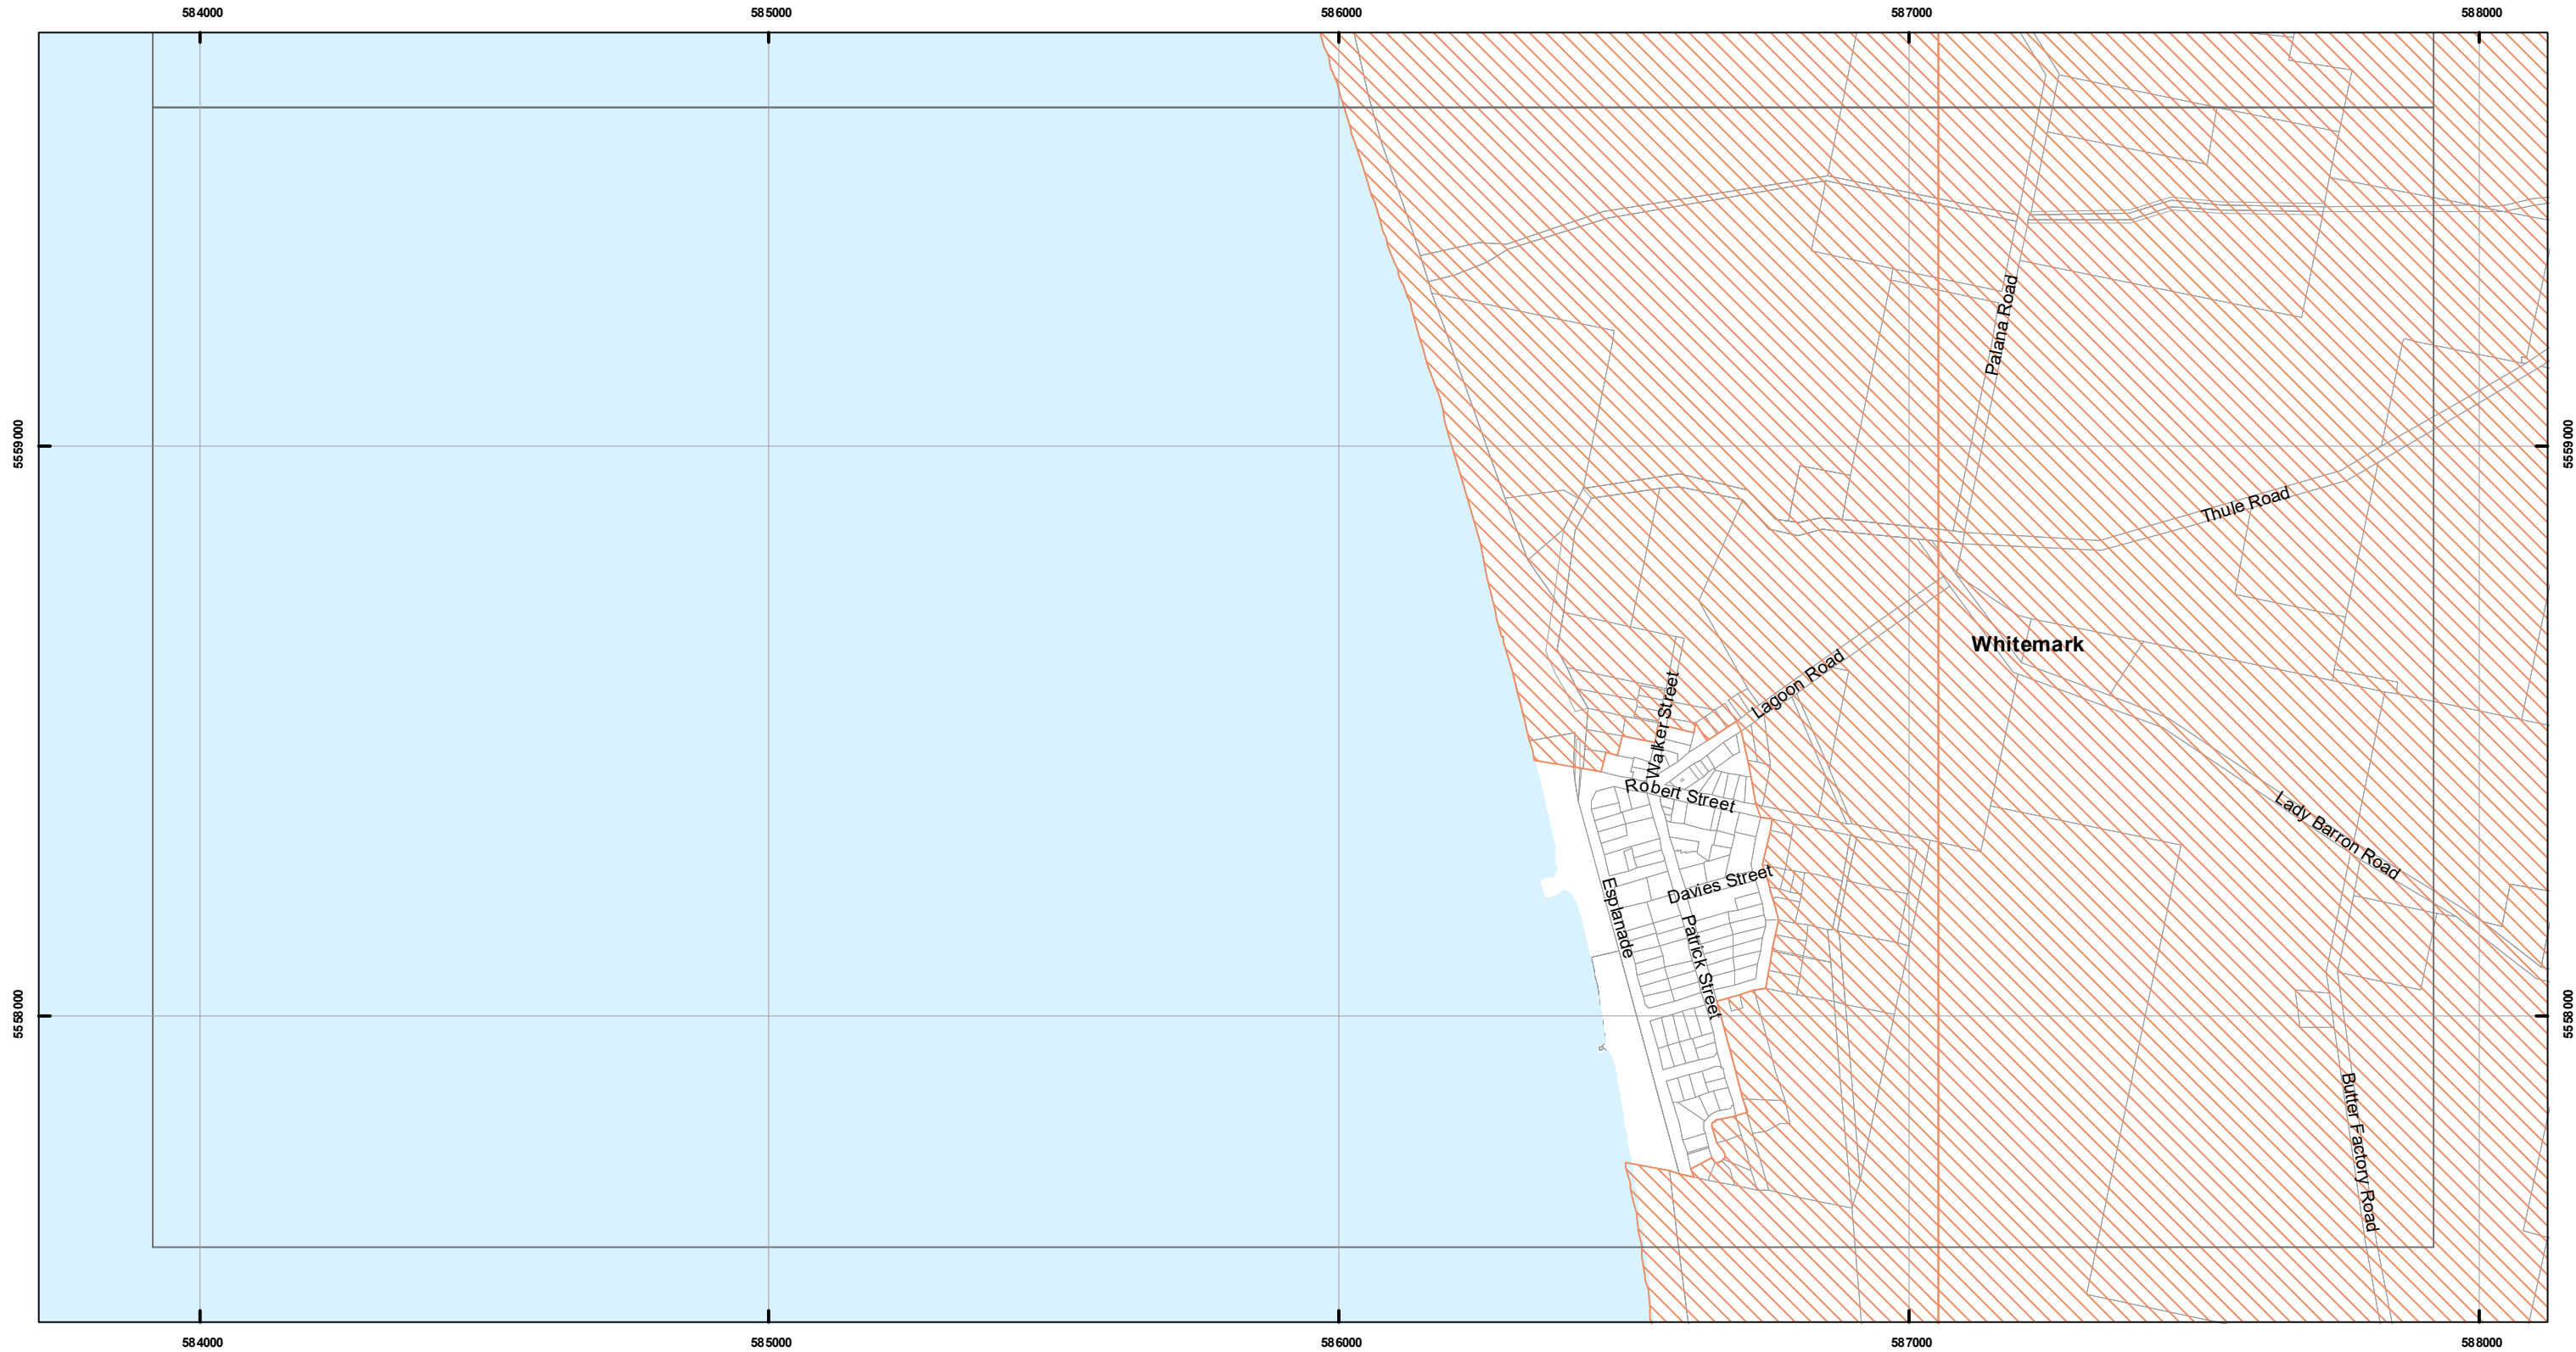 584000
585000
586000
587000
588000
5559000
5559000
Palana Road
Thule Road
Whitemark
Lagoon Road
Walker Street
Robert Street
Lady Barron Road
Davies Street
Esplanade
Patrick Street
5558000
5558000
Butter Factory Road
584000
585000
586000
587000
588000